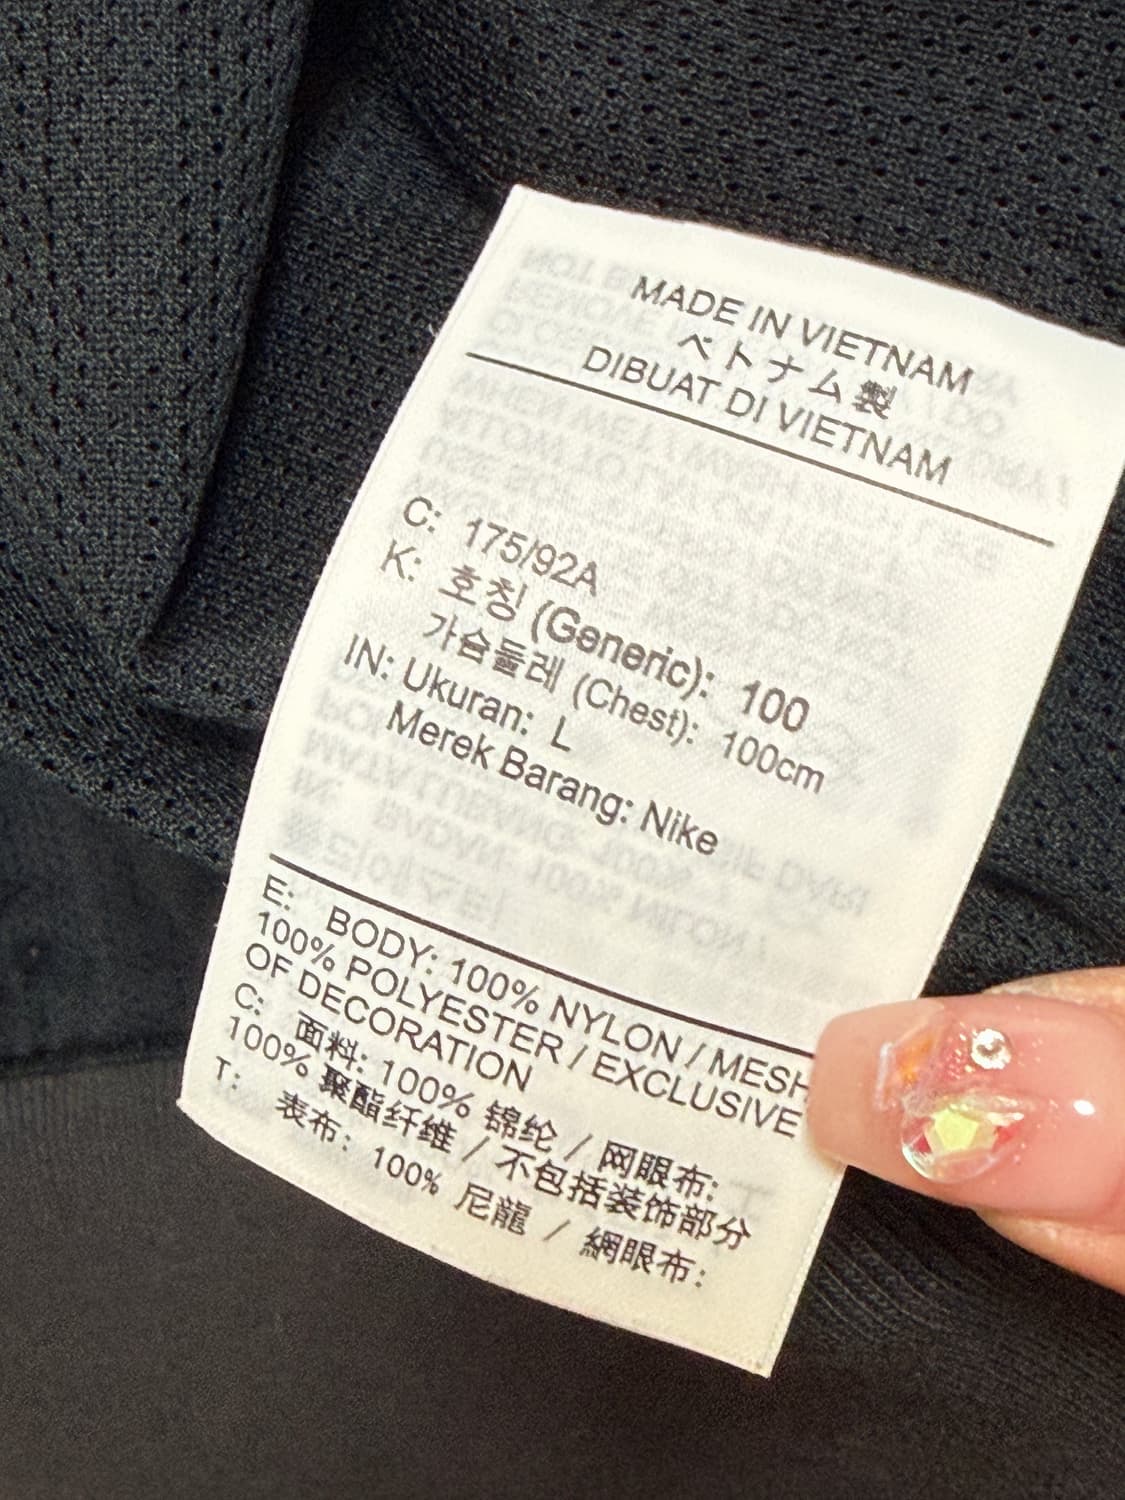 MADE IN VIETNAM
ベトナム製
DIBUAT DI VIETNAM
C: 175/92A
K: 호칭 (Generic): 100
가슴둘레 (Chest): 100cm
IN: Ukuran: L
Merek Barang: Nike
E: BODY: 100% NYLON / MESH
100% POLYESTER / EXCLUSIVE
OF DECORATION
C: 面料: 100% 锦纶 / 网眼布:
100% 聚酯纤维 / 不包括装饰部分
T: 表布: 100% 尼龍 / 網眼布: